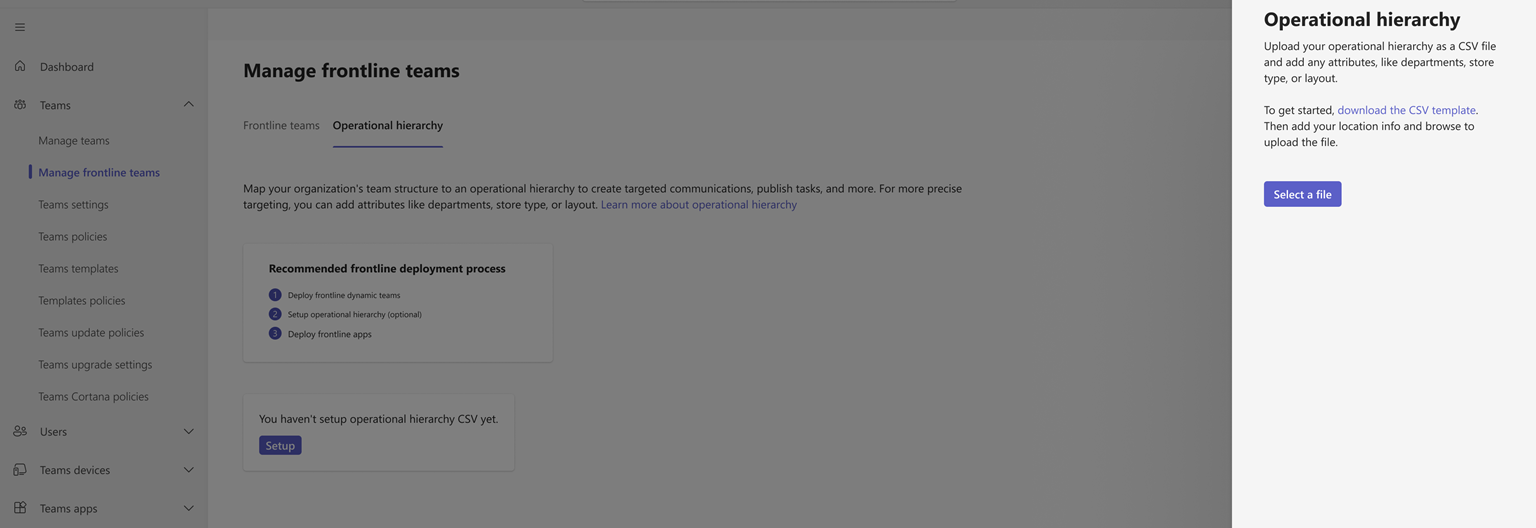 Dashboard
Teams
Manage teams
Manage frontline teams
Teams settings
Teams policies
Teams templates
Templates policies
Teams update policies
Teams upgrade settings
Teams Cortana policies
Users
Teams devices
Teams apps
Manage frontline teams
Frontline teams
Operational hierarchy
Map your organization's team structure to an operational hierarchy to create targeted communications, publish tasks, and more. For more precise
targeting, you can add attributes like departments, store type, or layout. Learn more about operational hierarchy
Recommended frontline deployment process
1 Deploy frontline dynamic teams
2 Setup operational hierarchy (optional)
3 Deploy frontline apps
You haven't setup operational hierarchy CSV yet.
Setup
Operational hierarchy
Upload your operational hierarchy as a CSV file
and add any attributes, like departments, store
type, or layout.
To get started, download the CSV template.
Then add your location info and browse to
upload the file.
Select a file